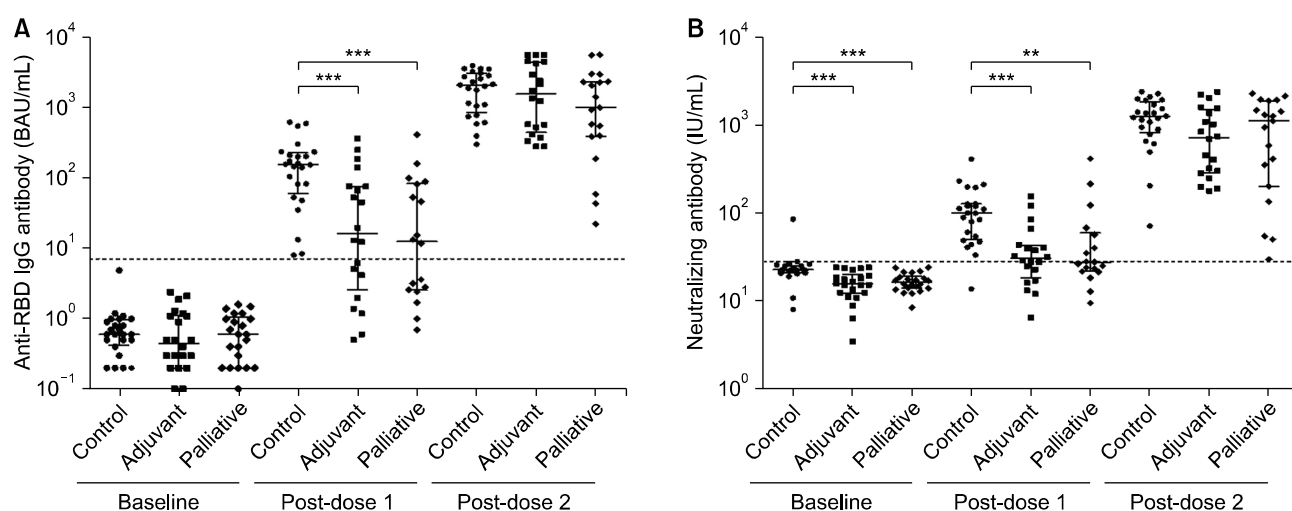 A
Anti-RBD IgG antibody (BAU/mL)
10⁴
10³
10²
10¹
10⁰
10⁻¹
***
***
Control
Adjuvant
Palliative
Control
Adjuvant
Palliative
Control
Adjuvant
Palliative
Baseline
Post-dose 1
Post-dose 2
B
Neutralizing antibody (IU/mL)
10⁴
10³
10²
10¹
10⁰
***
***
**
***
Control
Adjuvant
Palliative
Control
Adjuvant
Palliative
Control
Adjuvant
Palliative
Baseline
Post-dose 1
Post-dose 2